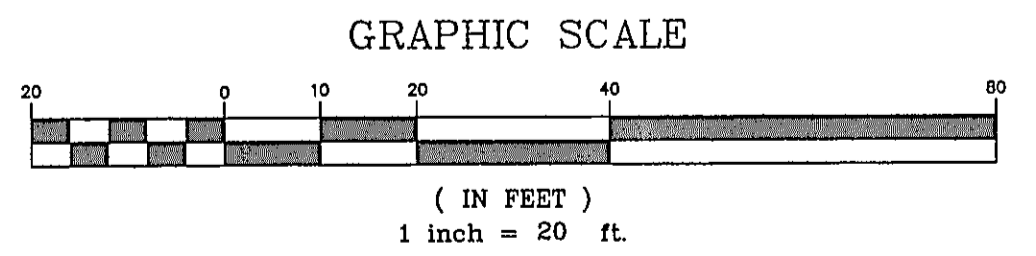 GRAPHIC SCALE
20 0 10 20 40 80
( IN FEET )
1 inch = 20 ft.